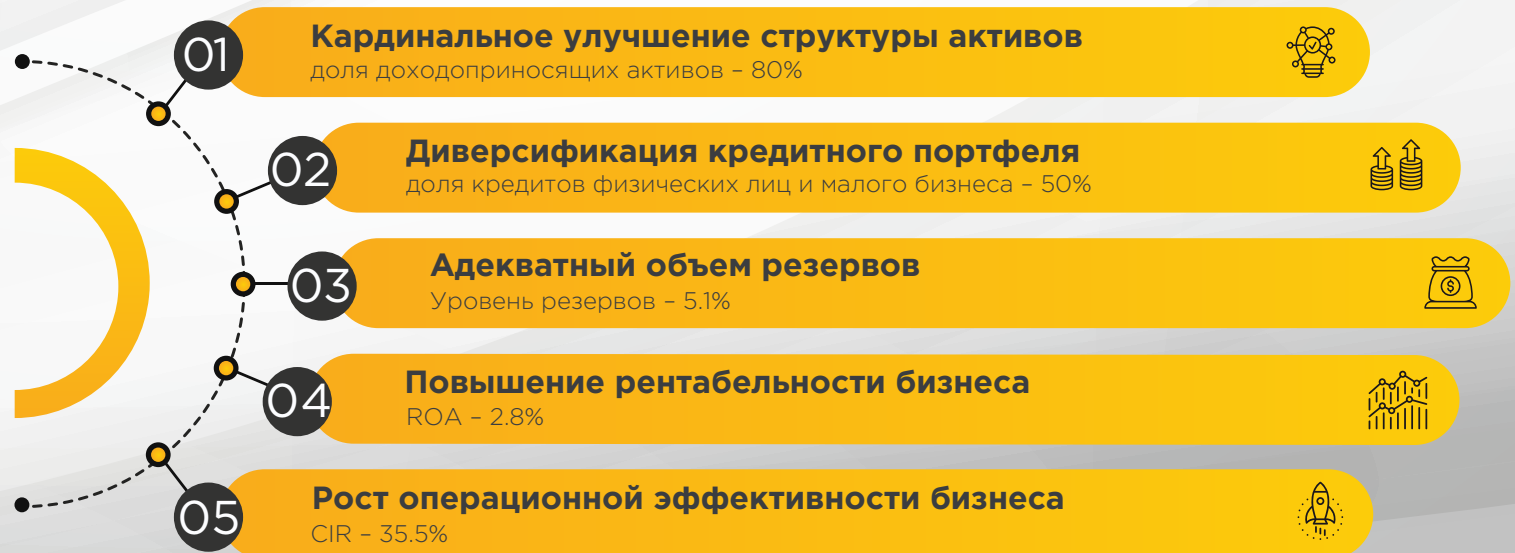 01
Кардинальное улучшение структуры активов
доля доходоприносящих активов – 80%
02
Диверсификация кредитного портфеля
доля кредитов физических лиц и малого бизнеса – 50%
03
Адекватный объем резервов
Уровень резервов – 5.1%
04
Повышение рентабельности бизнеса
ROA – 2.8%
05
Рост операционной эффективности бизнеса
CIR – 35.5%